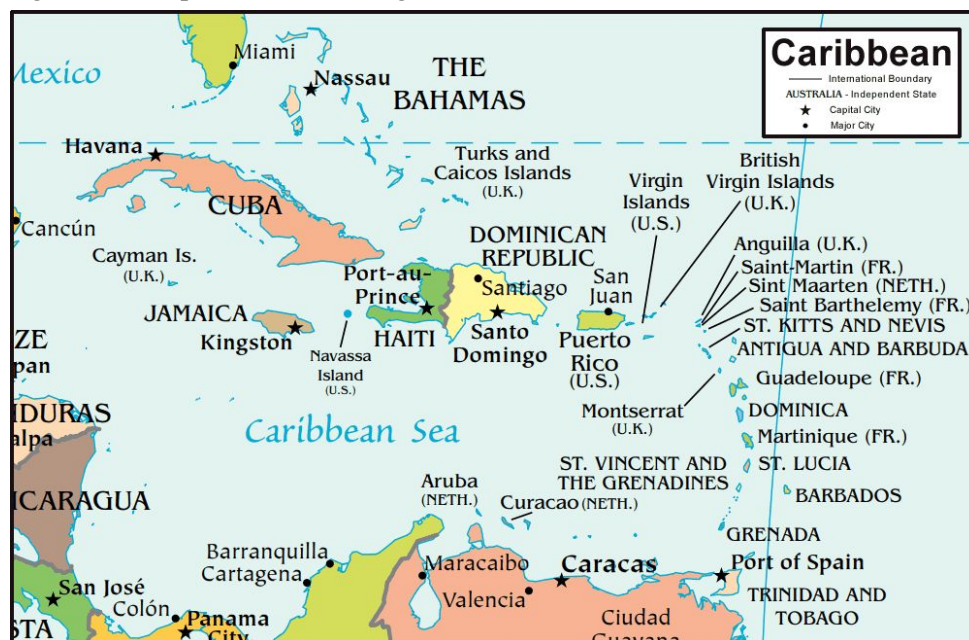 Caribbean
International Boundary
AUSTRALIA - Independent State
Capital City
Major City
Mexico
Miami
Nassau
THE
BAHAMAS
Havana
CUBA
Cancún
Cayman Is.
(U.K.)
Turks and
Caicos Islands
(U.K.)
Virgin
Islands
(U.S.)
British
Virgin Islands
(U.K.)
DOMINICAN
REPUBLIC
Santiago
Santo
Domingo
Port-au-
Prince
HAITI
JAMAICA
Kingston
Navassa
Island
(U.S.)
San
Juan
Puerto
Rico
(U.S.)
Anguilla (U.K.)
Saint-Martin (FR.)
Sint Maarten (NETH.)
Saint Barthelemy (FR.)
ST. KITTS AND NEVIS
ANTIGUA AND BARBUDA
Guadeloupe (FR.)
Montserrat
(U.K.)
DOMINICA
Martinique (FR.)
ST. LUCIA
ST. VINCENT AND
THE GRENADINES
BARBADOS
GRENADA
Port of Spain
TRINIDAD AND
TOBAGO
Caribbean Sea
Aruba
(NETH.)
Curacao (NETH.)
ZE
pan
DURAS
alpa
ICARAGUA
Barranquilla
Cartagena
Maracaibo
Valencia
Caracas
Ciudad
San José
Colón
Panama
City
STA